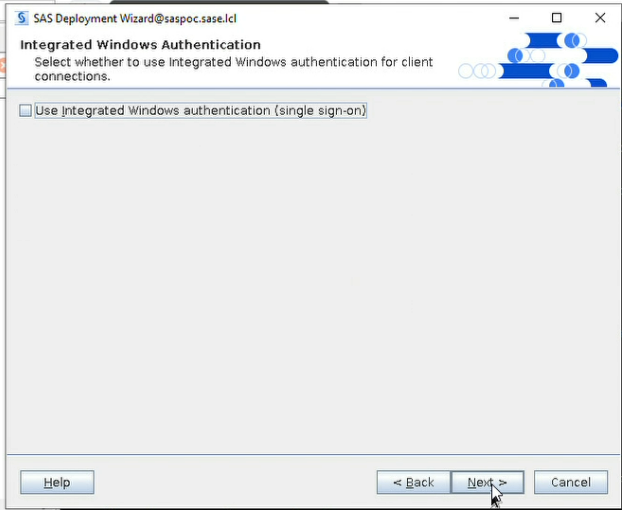 SAS Deployment Wizard@saspoc.sase.lcl
Integrated Windows Authentication
Select whether to use Integrated Windows authentication for client
connections.
Use Integrated Windows authentication (single sign-on)
Help
< Back
Next >
Cancel